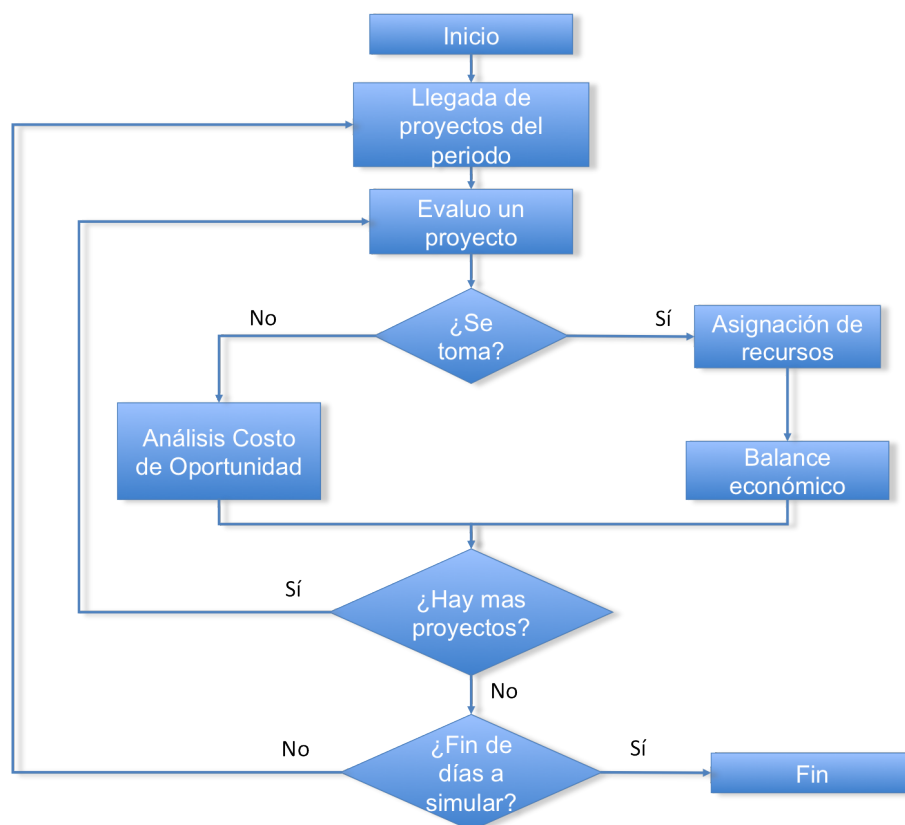 Inicio
Llegada de
proyectos del
periodo
Evaluo un
proyecto
No
¿Se
toma?
Sí
Asignación de
recursos
Análisis Costo
de Oportunidad
Balance
económico
Sí
¿Hay mas
proyectos?
No
No
¿Fin de
días a
simular?
Sí
Fin